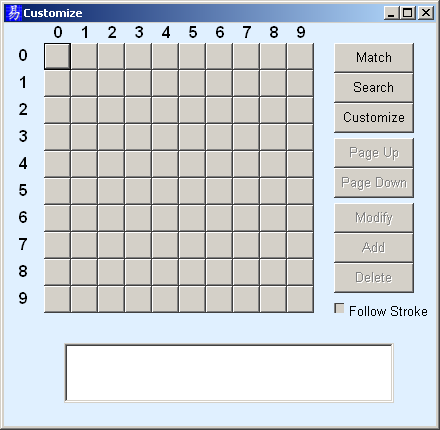 易 Customize
0 1 2 3 4 5 6 7 8 9
0
1
2
3
4
5
6
7
8
9
Match
Search
Customize
Page Up
Page Down
Modify
Add
Delete
Follow Stroke